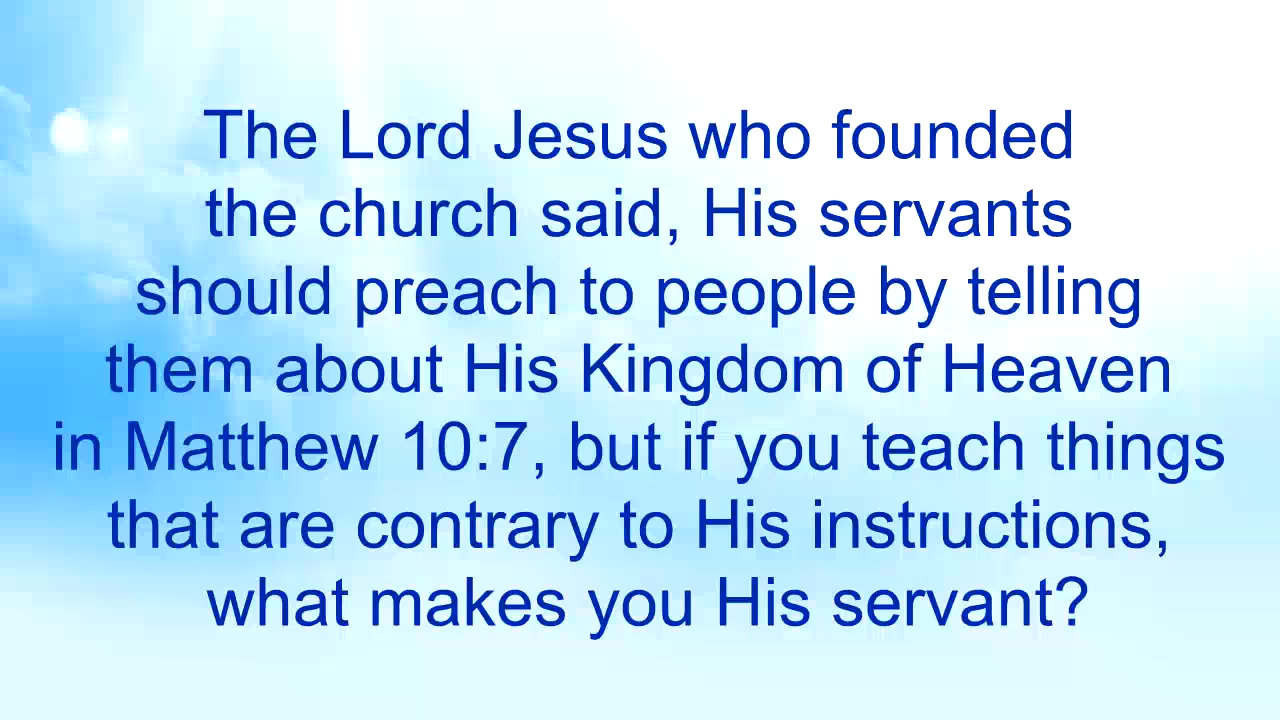 The Lord Jesus who founded
the church said, His servants
should preach to people by telling
them about His Kingdom of Heaven
in Matthew 10:7, but if you teach things
that are contrary to His instructions,
what makes you His servant?